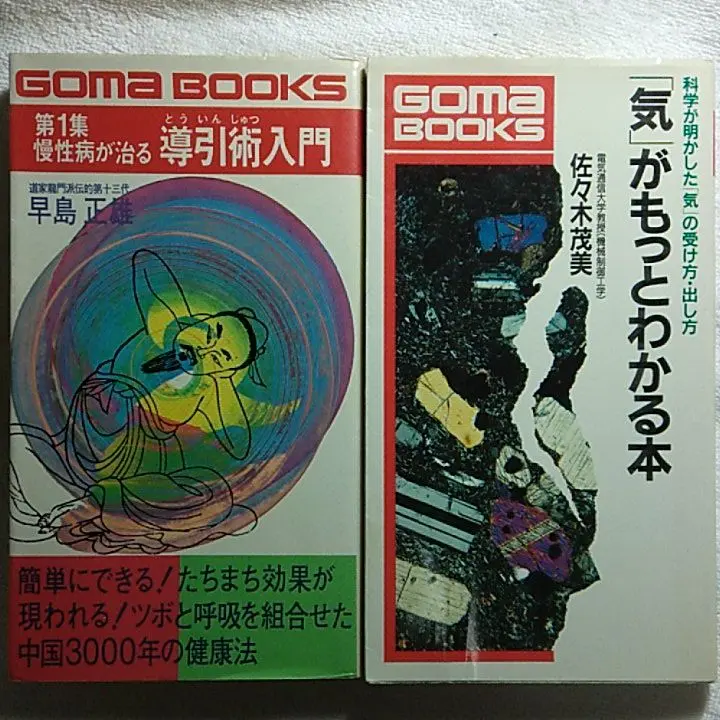 GOMA BOOKS
第1集
慢性病が治る
とういんじゅつ
導引術入門
道家龍門派伝的第十三代
早島正雄
簡単にできる!たちまち効果が
現われる!ツボと呼吸を組合せた
中国3000年の健康法
GOMA
BOOKS
科学が明かした「気」の受け方・出し方
「気」がもっとわかる本
電気通信大学教授(機械制御工学)
佐々木茂美